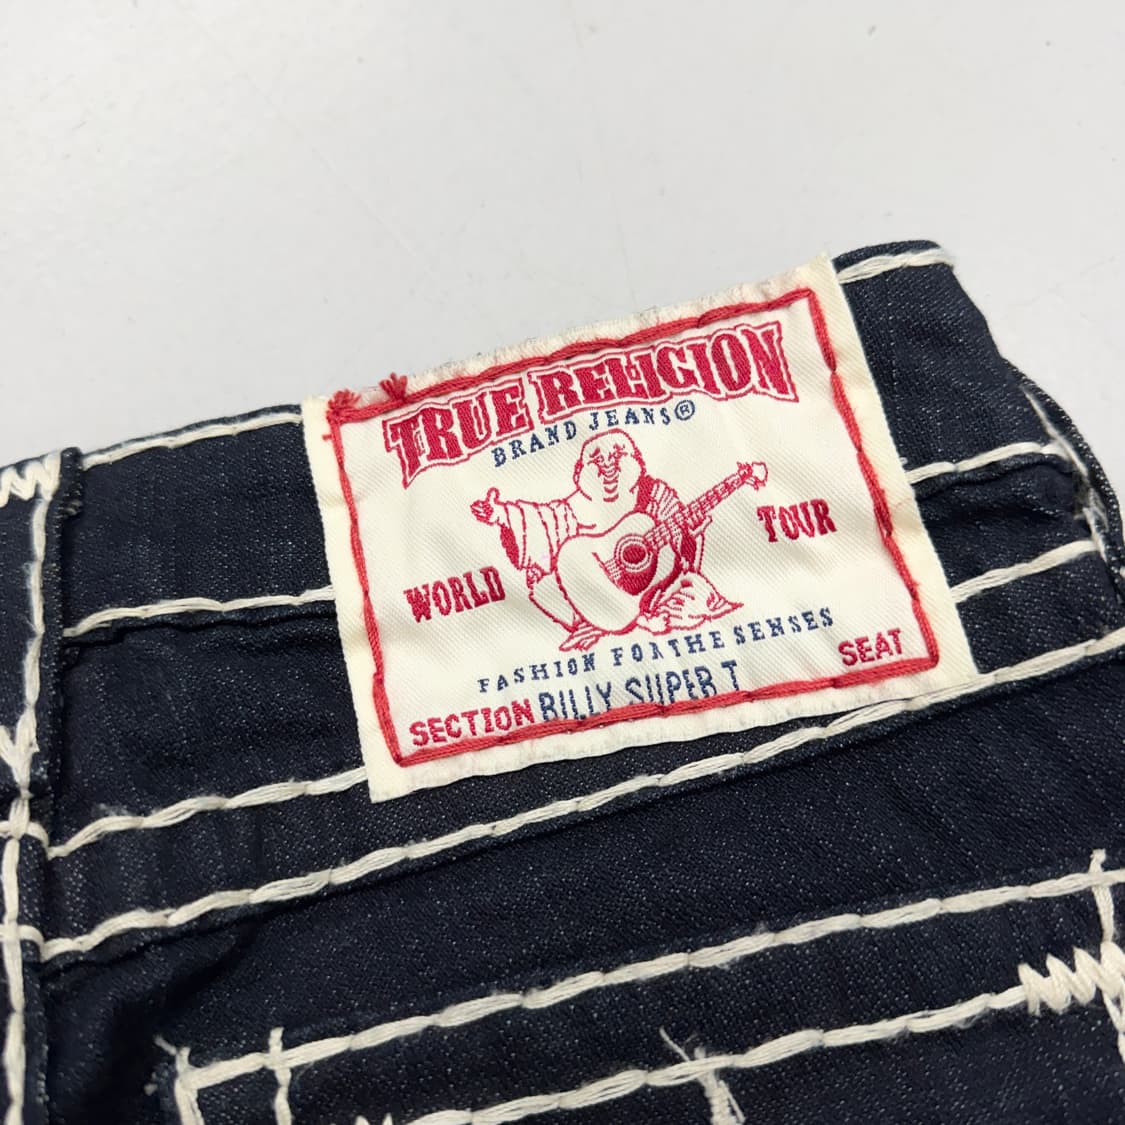 TRUE RELIGION
BRAND JEANS®
WORLD TOUR
FASHION FOR THE SENSES
SECTION BILLY SUPER T SEAT